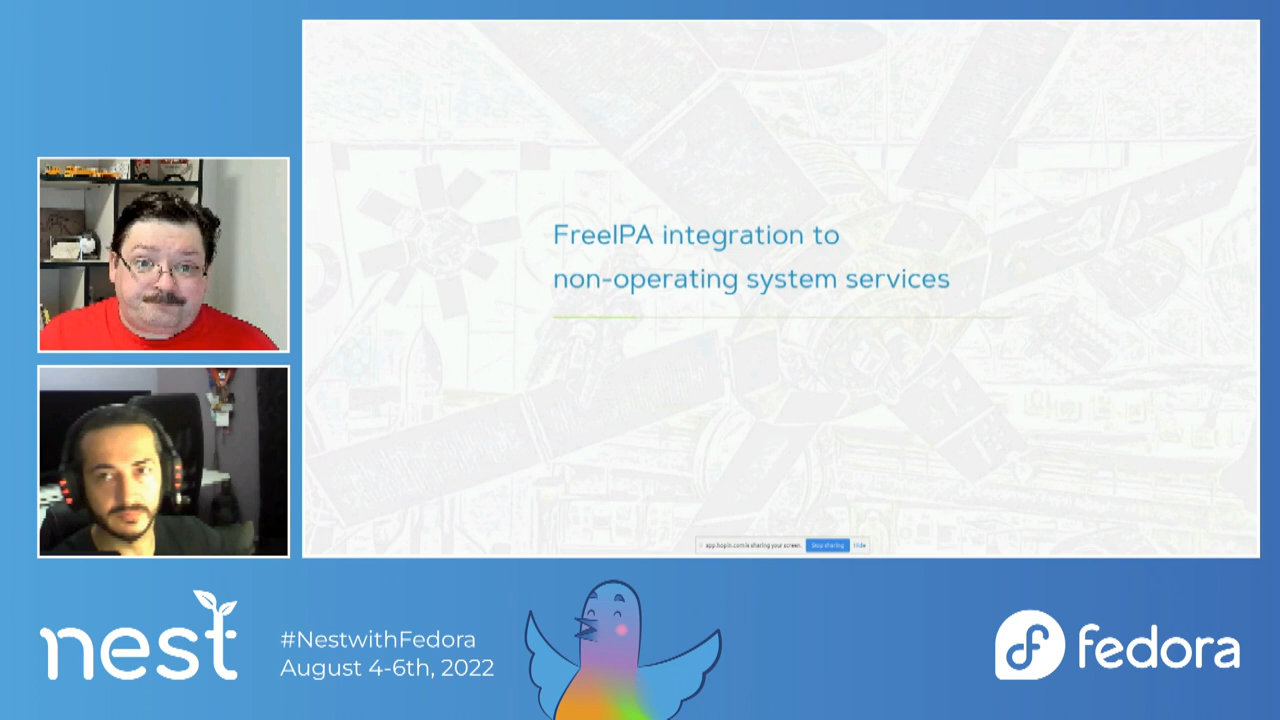 FreeIPA integration to
non-operating system services
app.hopin.com is sharing your screen.
Stop sharing
Hide
nest
#NestwithFedora
August 4-6th, 2022
fedora